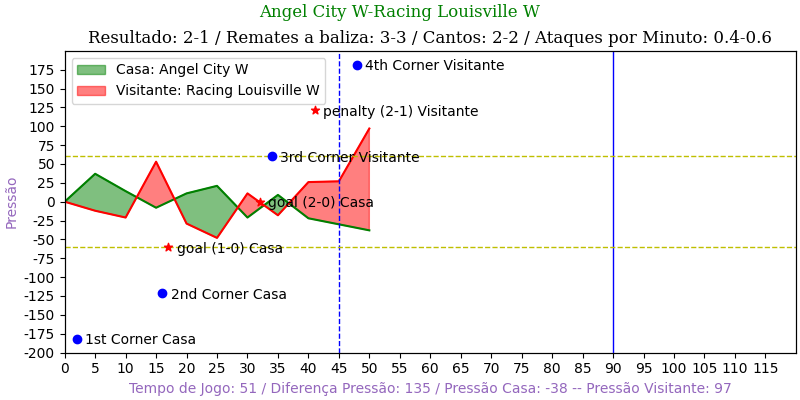 Angel City W-Racing Louisville W
Resultado: 2-1 / Remates a baliza: 3-3 / Cantos: 2-2 / Ataques por Minuto: 0.4-0.6
Casa: Angel City W
Visitante: Racing Louisville W
4th Corner Visitante
penalty (2-1) Visitante
3rd Corner Visitante
goal (2-0) Casa
goal (1-0) Casa
2nd Corner Casa
1st Corner Casa
Pressão
175
150
125
100
75
50
25
0
-25
-50
-75
-100
-125
-150
-175
-200
0 5 10 15 20 25 30 35 40 45 50 55 60 65 70 75 80 85 90 95 100 105 110 115
Tempo de Jogo: 51 / Diferença Pressão: 135 / Pressão Casa: -38 -- Pressão Visitante: 97